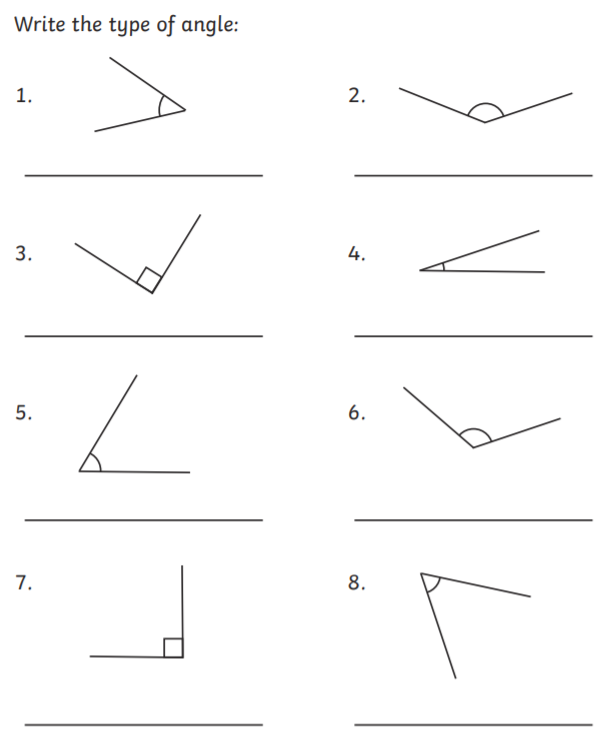 Write the type of angle:
1. 2.
3. 4.
5. 6.
7. 8.